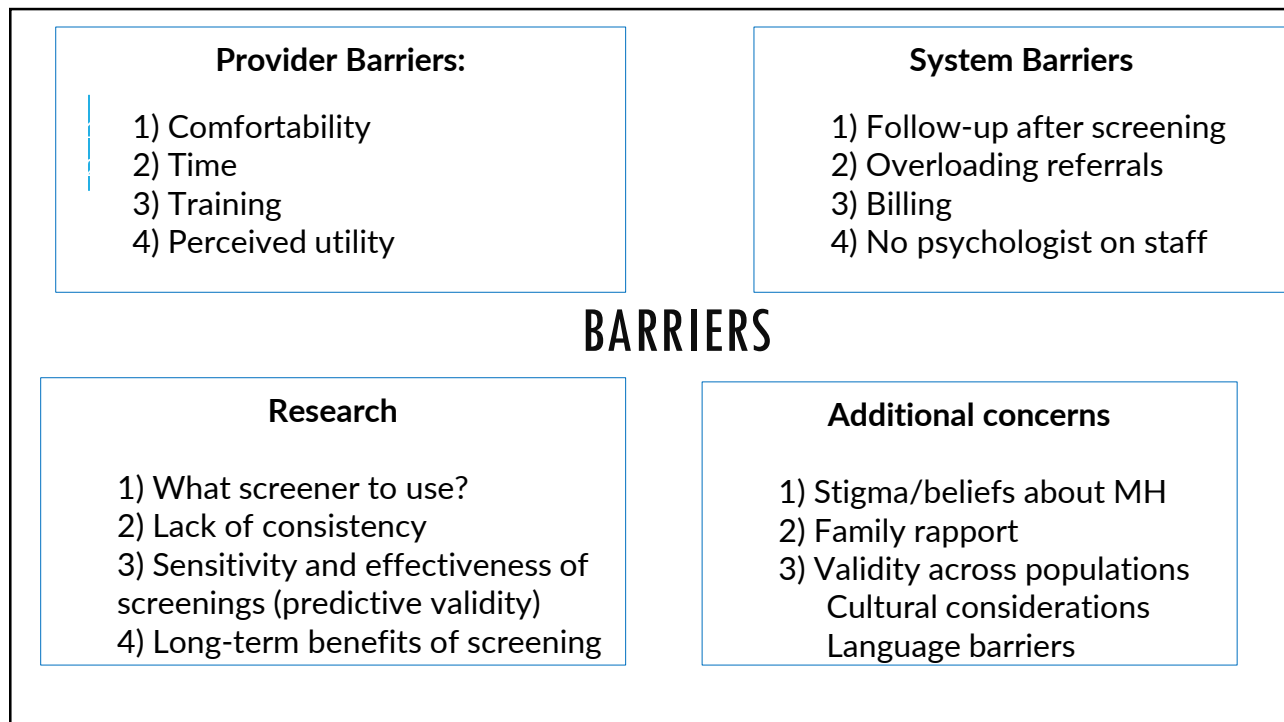 Provider Barriers:
1) Comfortability
2) Time
3) Training
4) Perceived utility
System Barriers
1) Follow-up after screening
2) Overloading referrals
3) Billing
4) No psychologist on staff
BARRIERS
Research
1) What screener to use?
2) Lack of consistency
3) Sensitivity and effectiveness of
screenings (predictive validity)
4) Long-term benefits of screening
Additional concerns
1) Stigma/beliefs about MH
2) Family rapport
3) Validity across populations
Cultural considerations
Language barriers